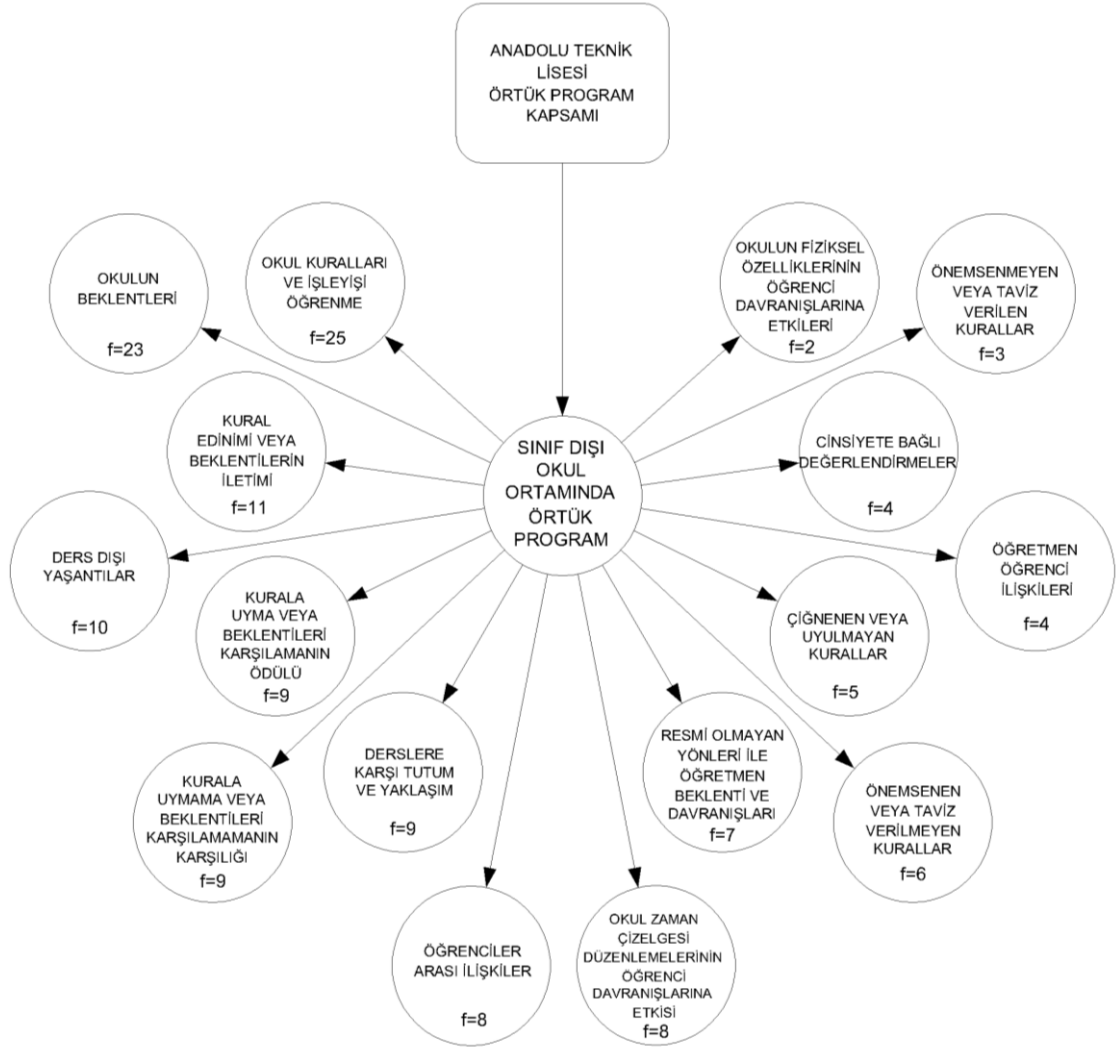 ANADOLU TEKNİK
LİSESİ
ÖRTÜK PROGRAM
KAPSAMI
OKULUN
BEKLENTLERİ
f=23
OKUL KURALLARI
VE İŞLEYİŞİ
ÖĞRENME
f=25
OKULUN FİZİKSEL
ÖZELLİKLERİNİN
ÖĞRENCİ
DAVRANIŞLARINA
ETKİLERİ
f=2
ÖNEMSENMEYEN
VEYA TAVİZ
VERİLEN
KURALLAR
f=3
KURAL
EDİNİMİ VEYA
BEKLENTİLERİN
İLETİMİ
f=11
SINIF DIŞI
OKUL
ORTAMINDA
ÖRTÜK
PROGRAM
CİNSİYETE BAĞLI
DEĞERLENDİRMELER
f=4
DERS DIŞI
YAŞANTILAR
f=10
ÖĞRETMEN
ÖĞRENCİ
İLİŞKİLERİ
f=4
KURALA
UYMA VEYA
BEKLENTİLERİ
KARŞILAMANIN
ÖDÜLÜ
f=9
ÇİĞNENEN VEYA
UYULMAYAN
KURALLAR
f=5
KURALA
UYMAMA VEYA
BEKLENTİLERİ
KARŞILAMAMANIN
KARŞILIĞI
f=9
DERSLERE
KARŞI TUTUM
VE YAKLAŞIM
f=9
RESMİ OLMAYAN
YÖNLERİ İLE
ÖĞRETMEN
BEKLENTİ VE
DAVRANIŞLARI
f=7
ÖNEMSENEN
VEYA TAVİZ
VERİLMEYEN
KURALLAR
f=6
ÖĞRENCİLER
ARASI İLİŞKİLER
f=8
OKUL ZAMAN
ÇİZELGESİ
DÜZENLEMELERİNİN
ÖĞRENCİ
DAVRANIŞLARINA
ETKİSİ
f=8